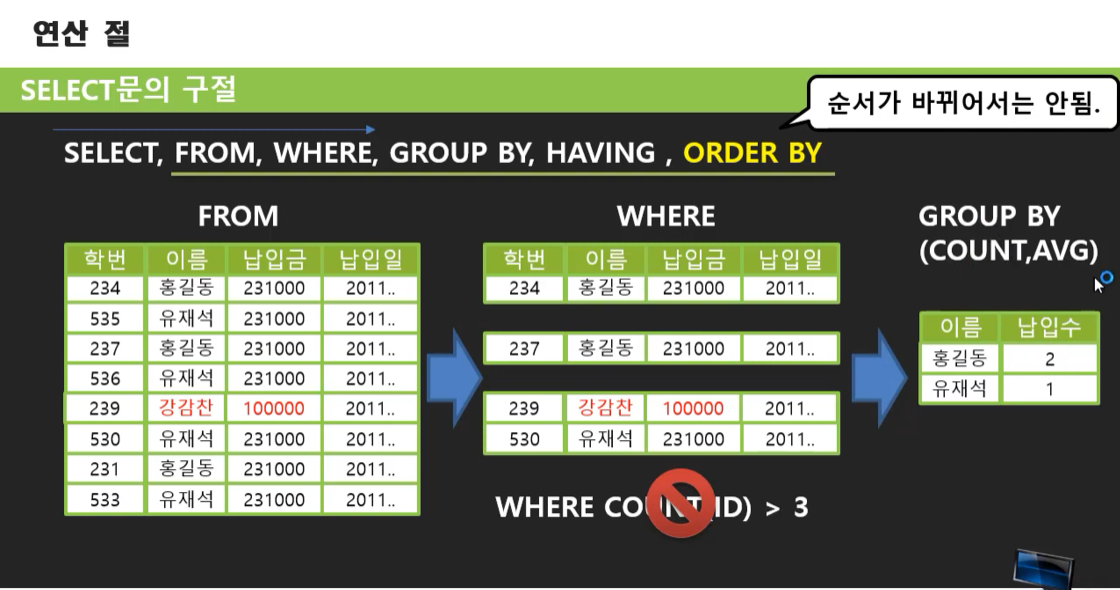 연산 절
SELECT문의 구절
순서가 바뀌어서는 안됨.
SELECT, FROM, WHERE, GROUP BY, HAVING , ORDER BY
FROM
학번 이름 납입금 납입일
234 홍길동 231000 2011..
535 유재석 231000 2011..
237 홍길동 231000 2011..
536 유재석 231000 2011..
239 강감찬 100000 2011..
530 유재석 231000 2011..
231 홍길동 231000 2011..
533 유재석 231000 2011..
WHERE
학번 이름 납입금 납입일
234 홍길동 231000 2011..
237 홍길동 231000 2011..
239 강감찬 100000 2011..
530 유재석 231000 2011..
WHERE COUNT(ID) > 3
GROUP BY
(COUNT,AVG)
이름 납입수
홍길동 2
유재석 1